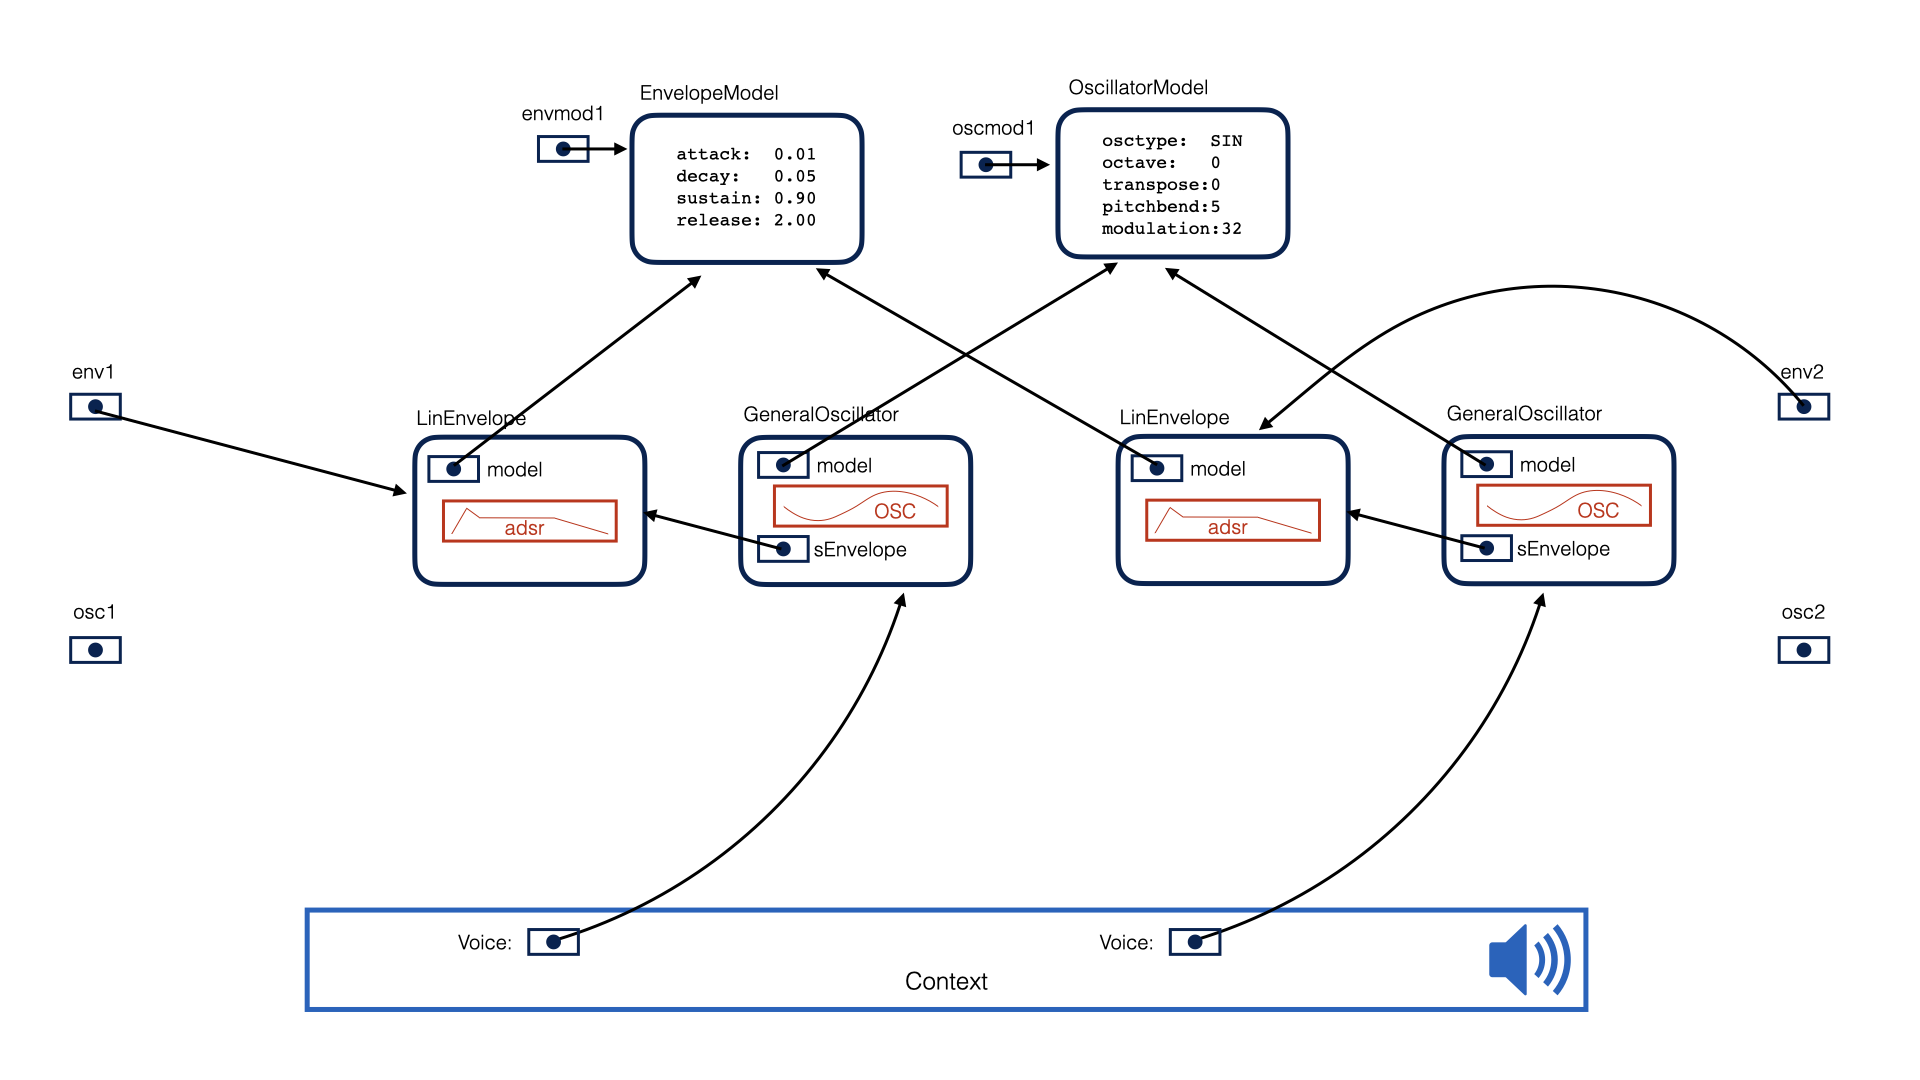 EnvelopeModel
OscillatorModel
envmod1
oscmod1
attack: 0.01
decay: 0.05
sustain: 0.90
release: 2.00
osctype: SIN
octave: 0
transpose:0
pitchbend:5
modulation:32
env1
env2
LinEnvelope
GeneralOscillator
LinEnvelope
GeneralOscillator
model
adsr
model
OSC
sEnvelope
model
adsr
model
OSC
sEnvelope
osc1
osc2
Voice:
Voice:
Context